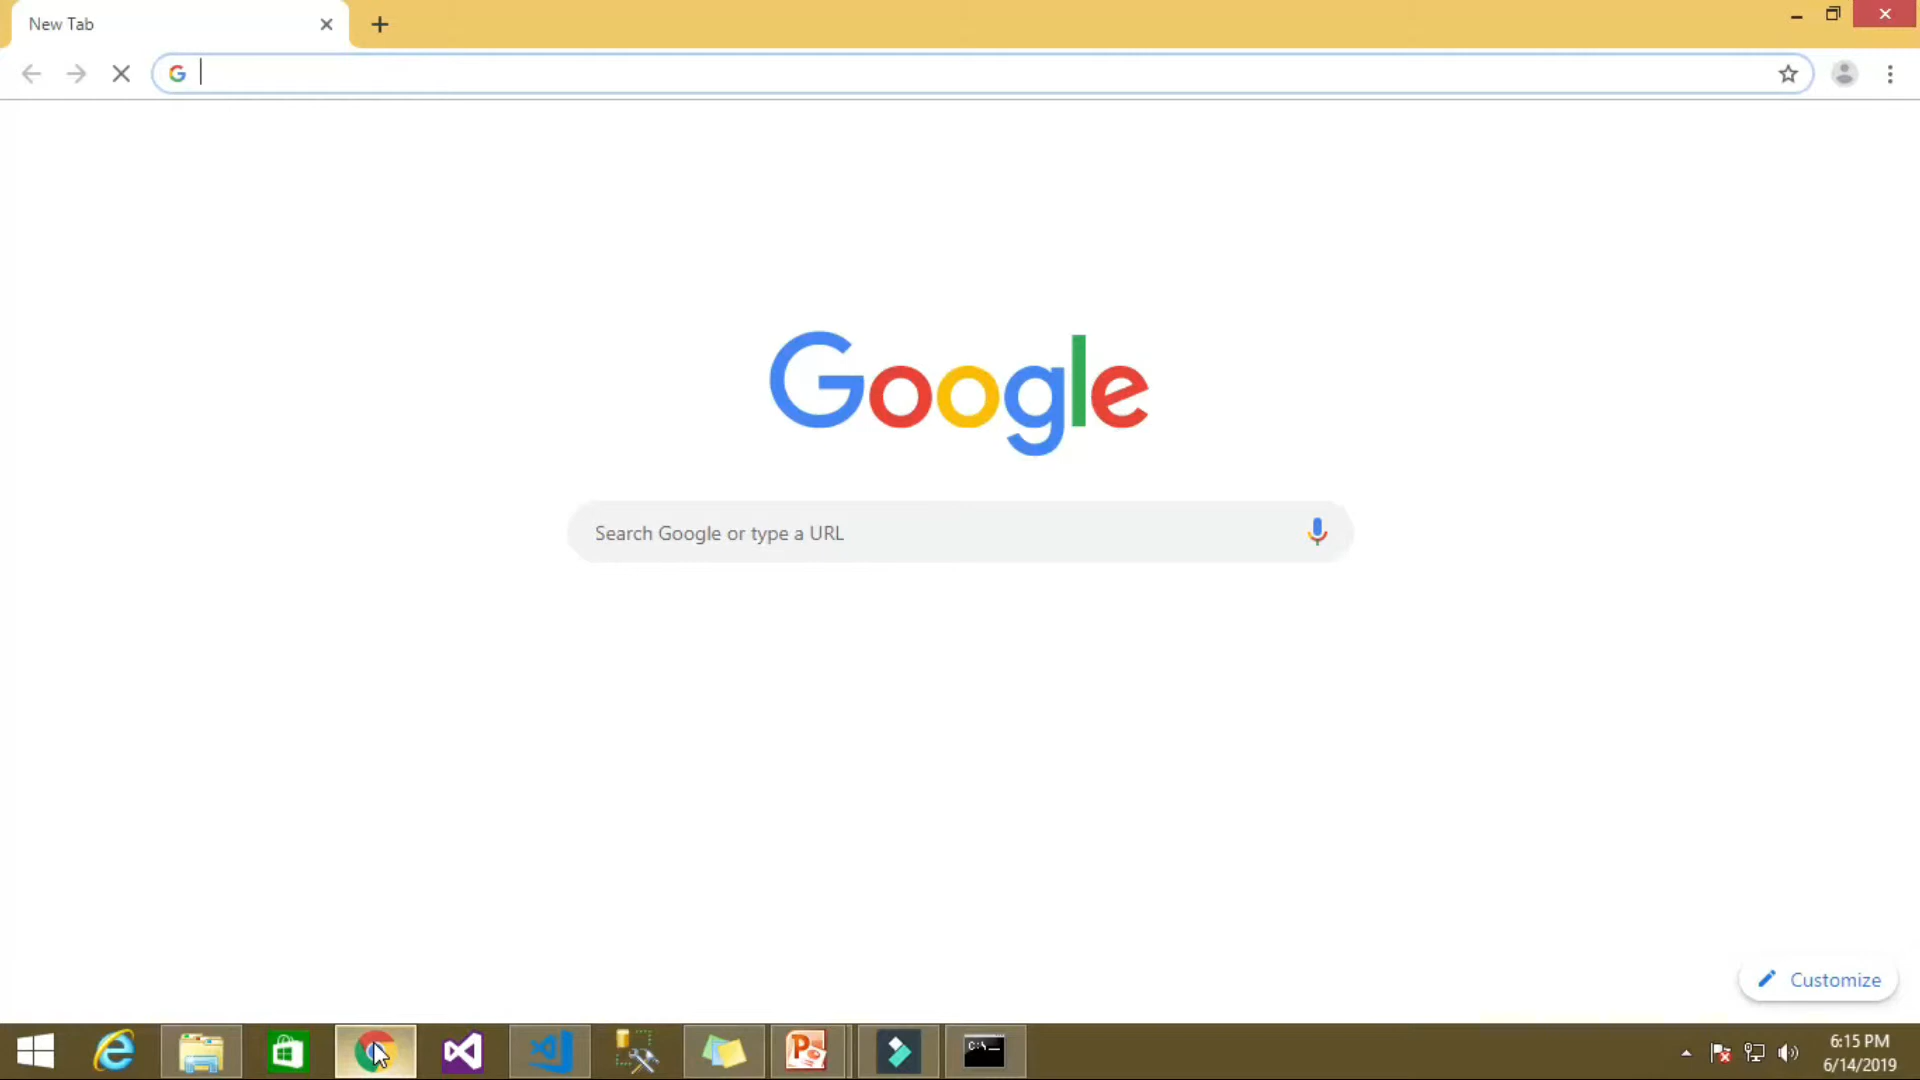 New Tab
Google
Search Google or type a URL
Customize
C:\_
6:15 PM
6/14/2019